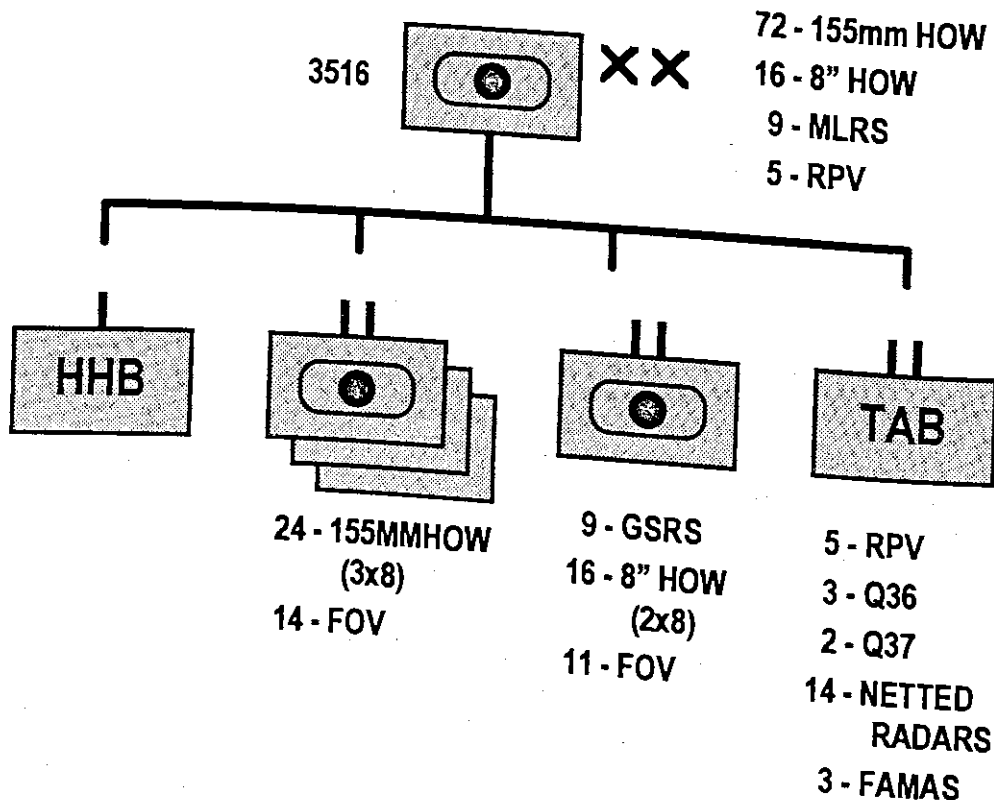 3516
72 - 155mm HOW
16 - 8" HOW
9 - MLRS
5 - RPV
HHB
TAB
24 - 155MMHOW
(3x8)
14 - FOV
9 - GSRS
16 - 8" HOW
(2x8)
11 - FOV
5 - RPV
3 - Q36
2 - Q37
14 - NETTED
RADARS
3 - FAMAS